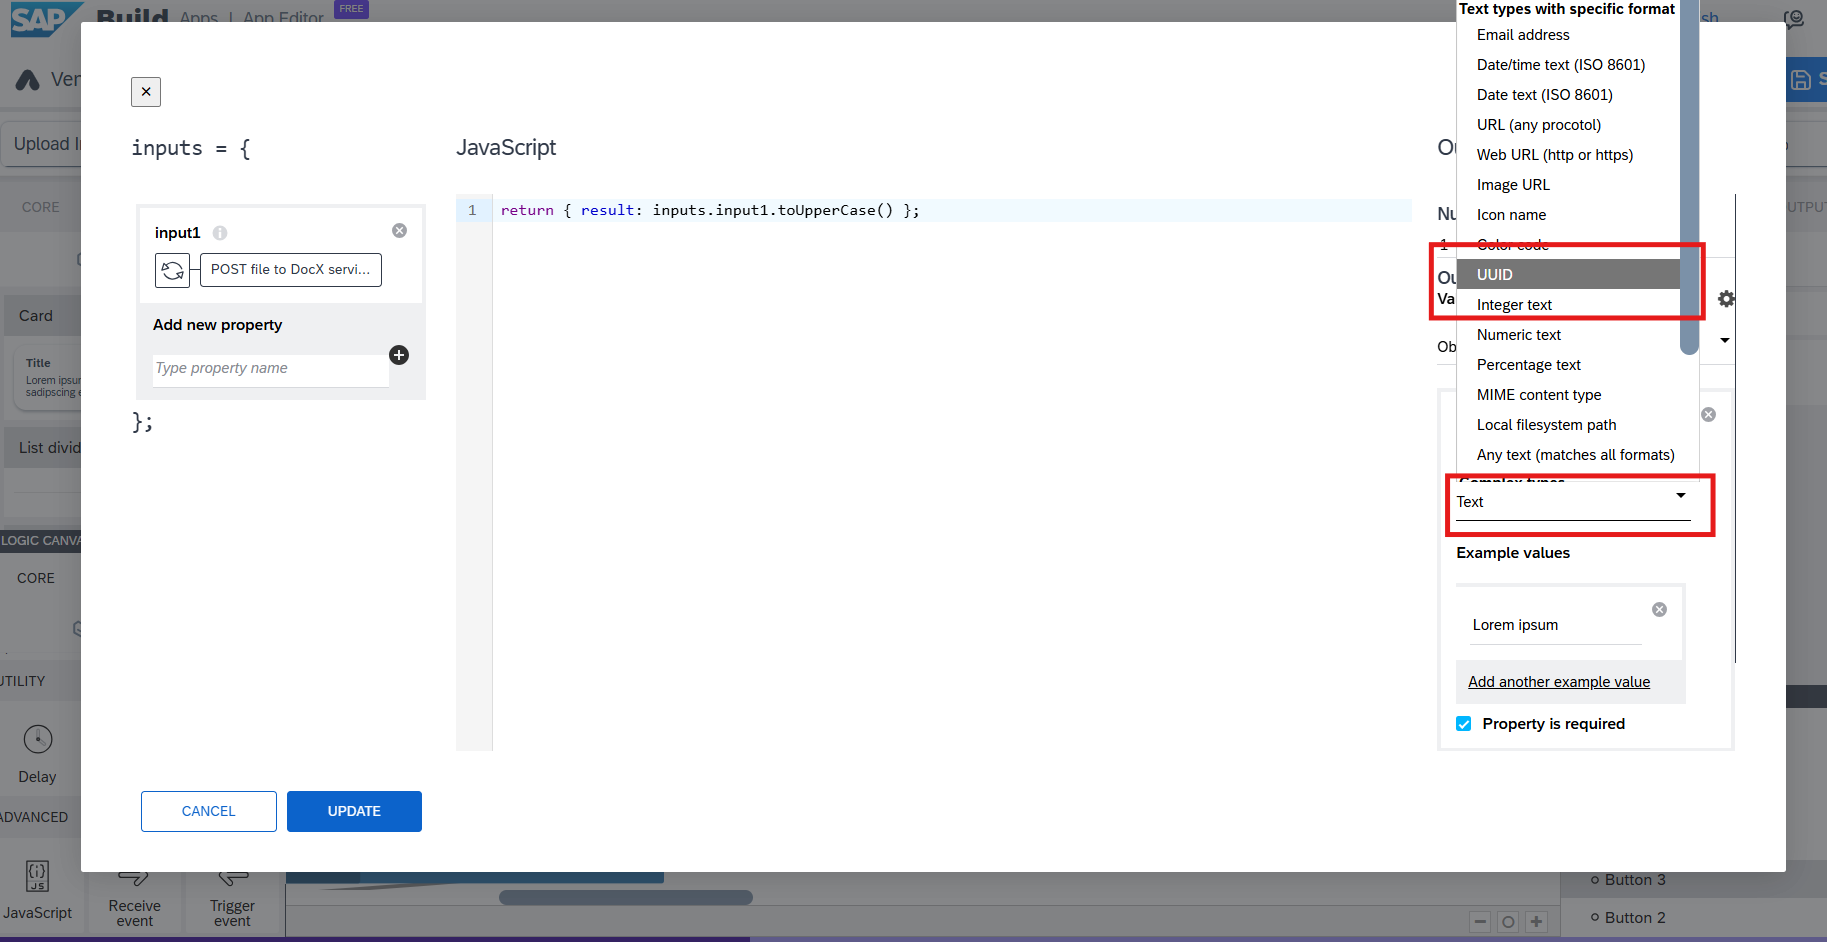 SAP Build Apps | App Editor FREE
Text types with specific format
Email address
Date/time text (ISO 8601)
Date text (ISO 8601)
URL (any procotol)
Web URL (http or https)
Image URL
Icon name
Color code
UUID
Integer text
Numeric text
Percentage text
MIME content type
Local filesystem path
Any text (matches all formats)
Complex types
Text
Example values
Lorem ipsum
Add another example value
Property is required
Ver
Upload I
CORE
Card
Title
Lorem ipsu
sadipscing e
List divid
LOGIC CANVA
CORE
UTILITY
Delay
ADVANCED
JS
JavaScript
Receive
event
Trigger
event
×
inputs = {
input1
POST file to DocX servi...
Add new property
Type property name
};
JavaScript
1 return { result: inputs.input1.toUpperCase() };
Nu
1
Ou
Va
Ob
CANCEL
UPDATE
Button 3
Button 2